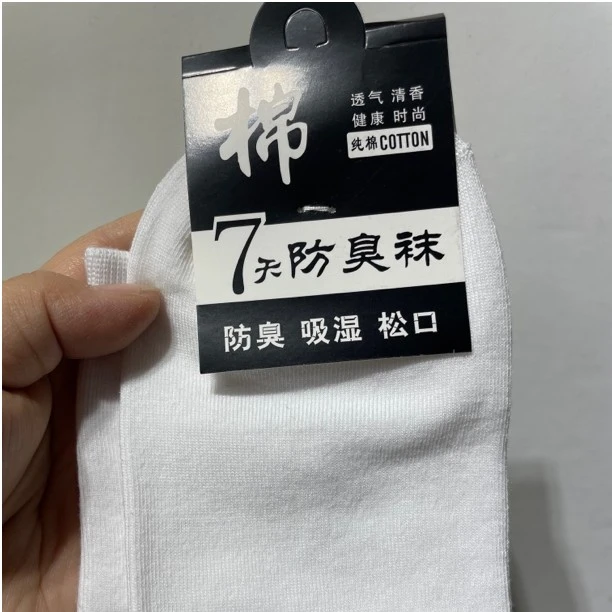 棉
透气 清香
健康 时尚
纯棉COTTON
7天防臭袜
防臭 吸湿 松口